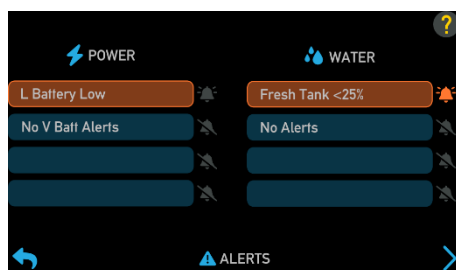 ?
POWER
WATER
L Battery Low
Fresh Tank <25%
No V Batt Alerts
No Alerts
ALERTS